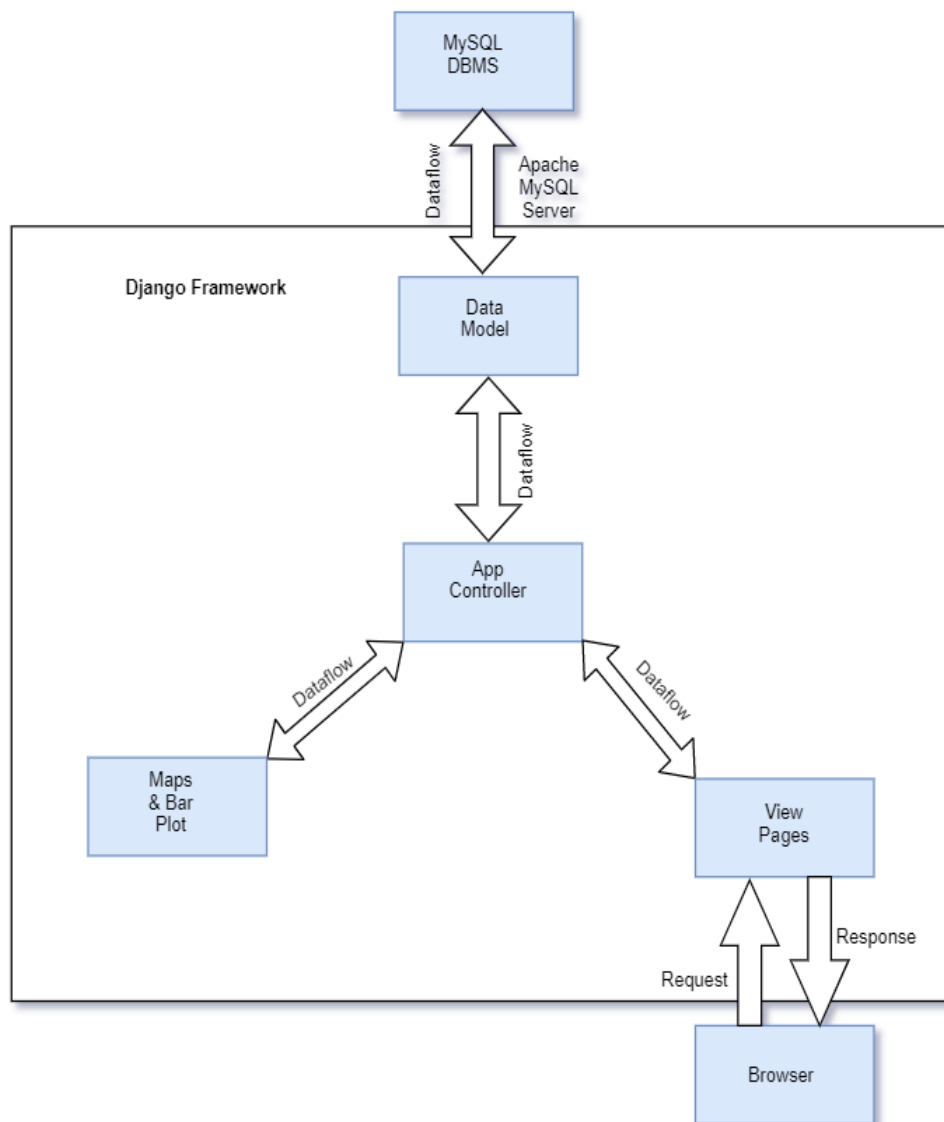 MySQL
DBMS
Dataflow
Apache
MySQL
Server
Django Framework
Data
Model
Dataflow
App
Controller
Dataflow
Dataflow
Maps
& Bar
Plot
View
Pages
Response
Request
Browser